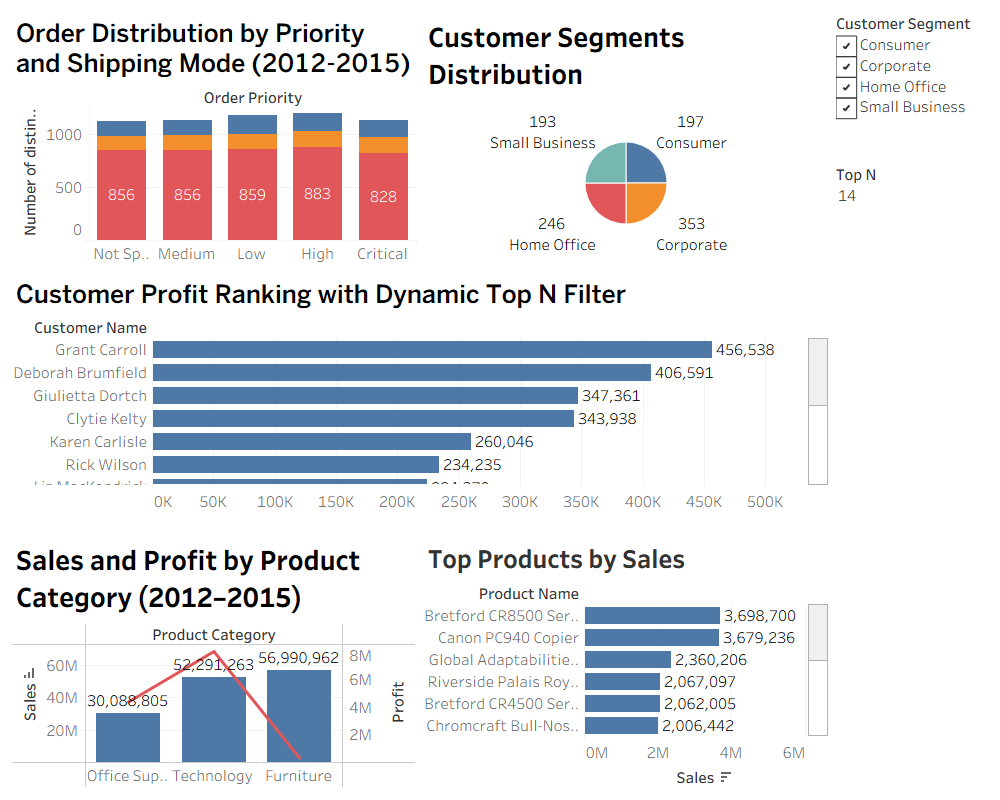 Order Distribution by Priority
and Shipping Mode (2012-2015)
Order Priority
Number of distin..
1000
500
0
856
856
859
883
828
Not Sp..
Medium
Low
High
Critical
Customer Segments
Distribution
193
Small Business
197
Consumer
246
Home Office
353
Corporate
Customer Segment
Consumer
Corporate
Home Office
Small Business
Top N
14
Customer Profit Ranking with Dynamic Top N Filter
Customer Name
Grant Carroll 456,538
Deborah Brumfield 406,591
Giulietta Dortch 347,361
Clytie Kelty 343,938
Karen Carlisle 260,046
Rick Wilson 234,235
0K 50K 100K 150K 200K 250K 300K 350K 400K 450K 500K
Sales and Profit by Product
Category (2012–2015)
Product Category
Sales
60M
40M
20M
30,088,805
52,291,263
56,990,962
8M
6M
4M
2M
Profit
Office Sup.. Technology Furniture
Top Products by Sales
Product Name
Bretford CR8500 Ser.. 3,698,700
Canon PC940 Copier 3,679,236
Global Adaptabilitie.. 2,360,206
Riverside Palais Roy.. 2,067,097
Bretford CR4500 Ser.. 2,062,005
Chromcraft Bull-Nos.. 2,006,442
0M 2M 4M 6M
Sales